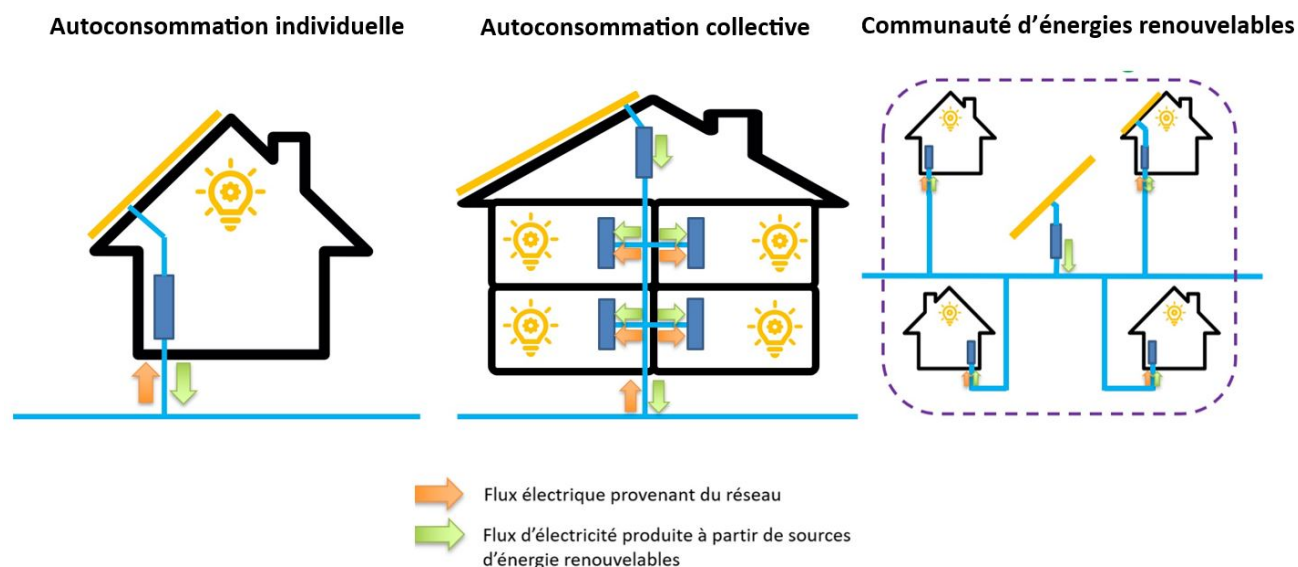 Autoconsommation individuelle
Autoconsommation collective
Communauté d'énergies renouvelables
Flux électrique provenant du réseau
Flux d'électricité produite à partir de sources
d'énergie renouvelables